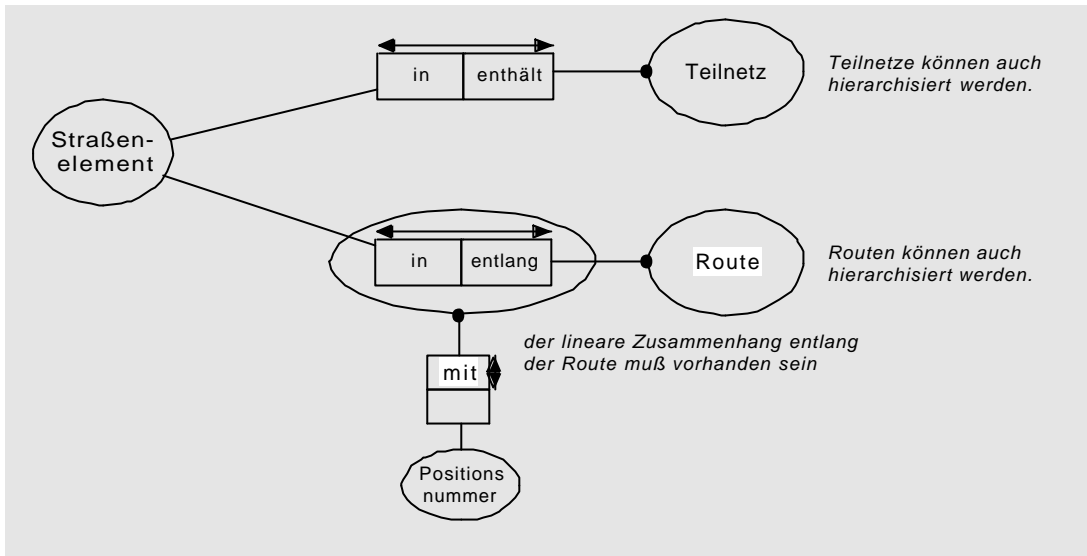 in enthält
Teilnetz
Teilnetze können auch
hierarchisiert werden.
Straßen-
element
in entlang
Route
Routen können auch
hierarchisiert werden.
der lineare Zusammenhang entlang
der Route muß vorhanden sein
mit
Positions
nummer